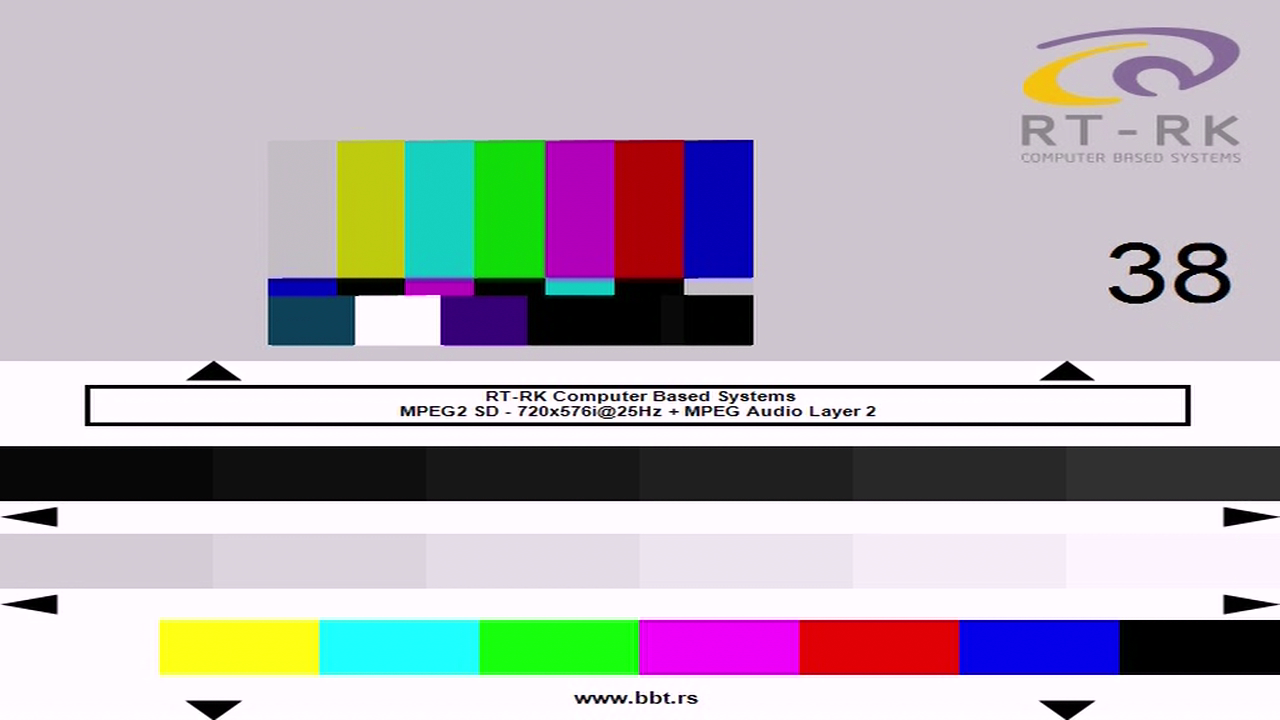 RT-RK
COMPUTER BASED SYSTEMS
38
RT-RK Computer Based Systems
MPEG2 SD - 720x576i@25Hz + MPEG Audio Layer 2
www.bbt.rs